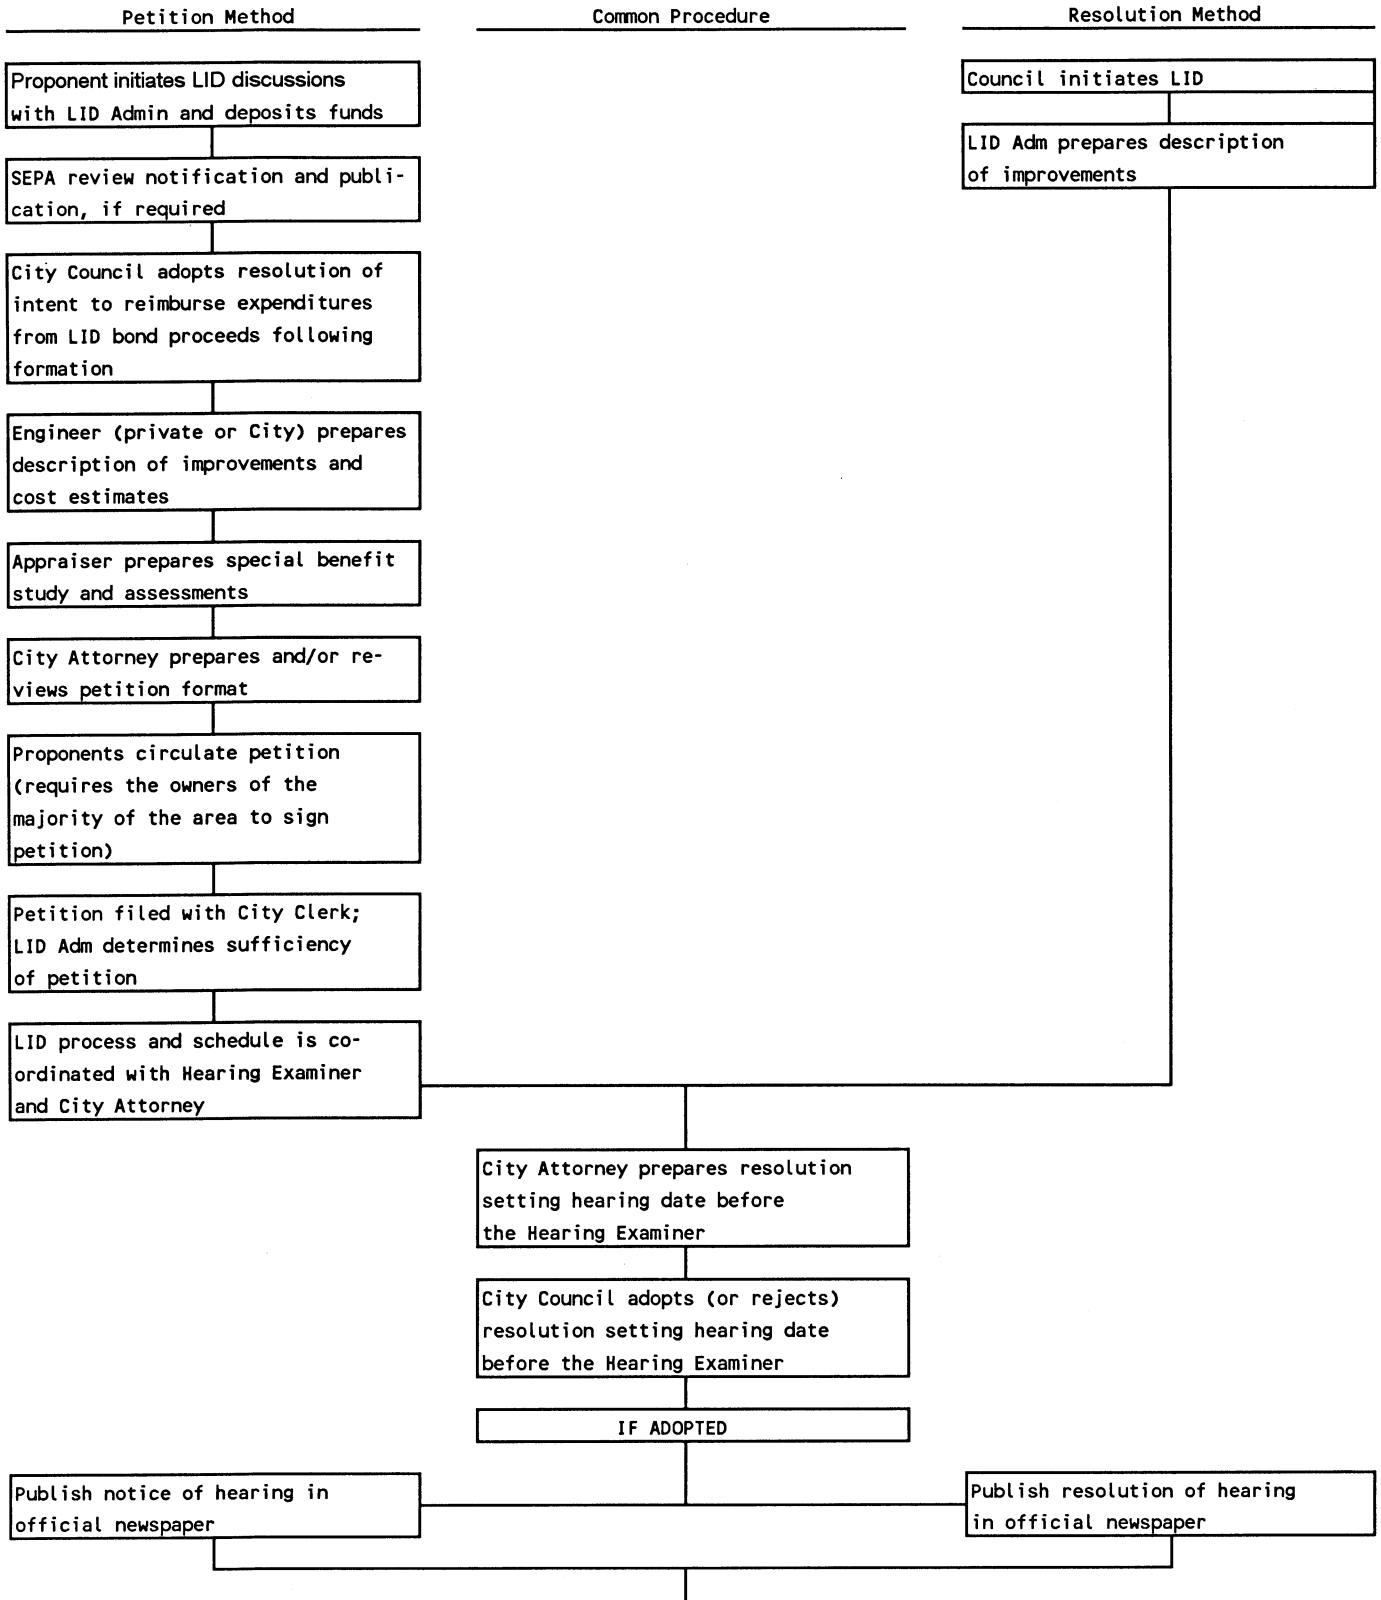 Petition Method
Common Procedure
Resolution Method
Proponent initiates LID discussions
with LID Admin and deposits funds
SEPA review notification and publi-
cation, if required
City Council adopts resolution of
intent to reimburse expenditures
from LID bond proceeds following
formation
Engineer (private or City) prepares
description of improvements and
cost estimates
Appraiser prepares special benefit
study and assessments
City Attorney prepares and/or re-
views petition format
Proponents circulate petition
(requires the owners of the
majority of the area to sign
petition)
Petition filed with City Clerk;
LID Adm determines sufficiency
of petition
LID process and schedule is co-
ordinated with Hearing Examiner
and City Attorney
Council initiates LID
LID Adm prepares description
of improvements
City Attorney prepares resolution
setting hearing date before
the Hearing Examiner
City Council adopts (or rejects)
resolution setting hearing date
before the Hearing Examiner
IF ADOPTED
Publish notice of hearing in
official newspaper
Publish resolution of hearing
in official newspaper